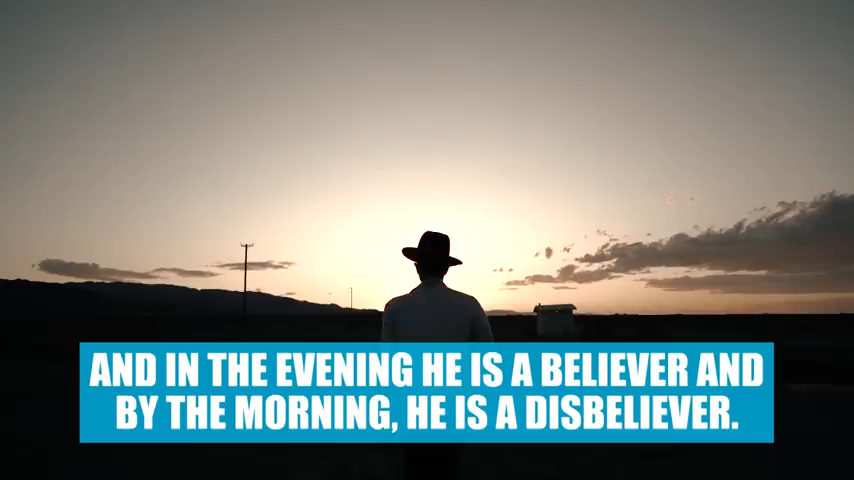 AND IN THE EVENING HE IS A BELIEVER AND
BY THE MORNING, HE IS A DISBELIEVER.